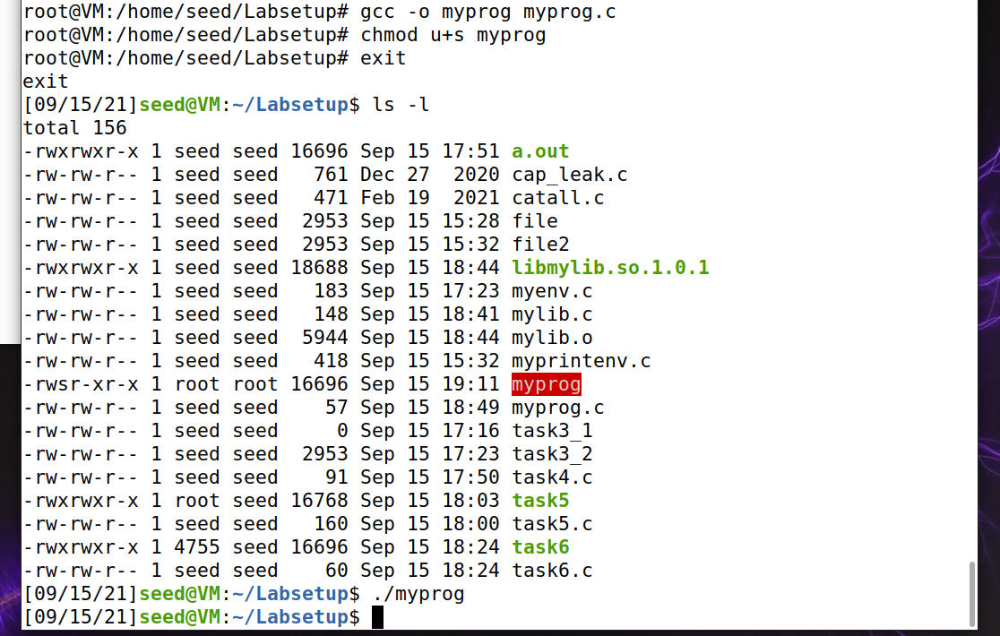 root@VM:/home/seed/Labsetup# gcc -o myprog myprog.c
root@VM:/home/seed/Labsetup# chmod u+s myprog
root@VM:/home/seed/Labsetup# exit
exit
[09/15/21]seed@VM:~/Labsetup$ ls -l
total 156
-rwxrwxr-x 1 seed seed 16696 Sep 15 17:51 a.out
-rw-rw-r-- 1 seed seed   761 Dec 27  2020 cap_leak.c
-rw-rw-r-- 1 seed seed   471 Feb 19  2021 catall.c
-rw-rw-r-- 1 seed seed  2953 Sep 15 15:28 file
-rw-rw-r-- 1 seed seed  2953 Sep 15 15:32 file2
-rwxrwxr-x 1 seed seed 18688 Sep 15 18:44 libmylib.so.1.0.1
-rw-rw-r-- 1 seed seed   183 Sep 15 17:23 myenv.c
-rw-rw-r-- 1 seed seed   148 Sep 15 18:41 mylib.c
-rw-rw-r-- 1 seed seed  5944 Sep 15 18:44 mylib.o
-rw-rw-r-- 1 seed seed   418 Sep 15 15:32 myprintenv.c
-rwsr-xr-x 1 root root 16696 Sep 15 19:11 myprog
-rw-rw-r-- 1 seed seed    57 Sep 15 18:49 myprog.c
-rw-rw-r-- 1 seed seed     0 Sep 15 17:16 task3_1
-rw-rw-r-- 1 seed seed  2953 Sep 15 17:23 task3_2
-rw-rw-r-- 1 seed seed    91 Sep 15 17:50 task4.c
-rwxrwxr-x 1 root seed 16768 Sep 15 18:03 task5
-rw-rw-r-- 1 seed seed   160 Sep 15 18:00 task5.c
-rwxrwxr-x 1 4755 seed 16696 Sep 15 18:24 task6
-rw-rw-r-- 1 seed seed    60 Sep 15 18:24 task6.c
[09/15/21]seed@VM:~/Labsetup$ ./myprog
[09/15/21]seed@VM:~/Labsetup$